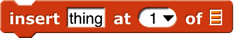 insert thing at 1 of